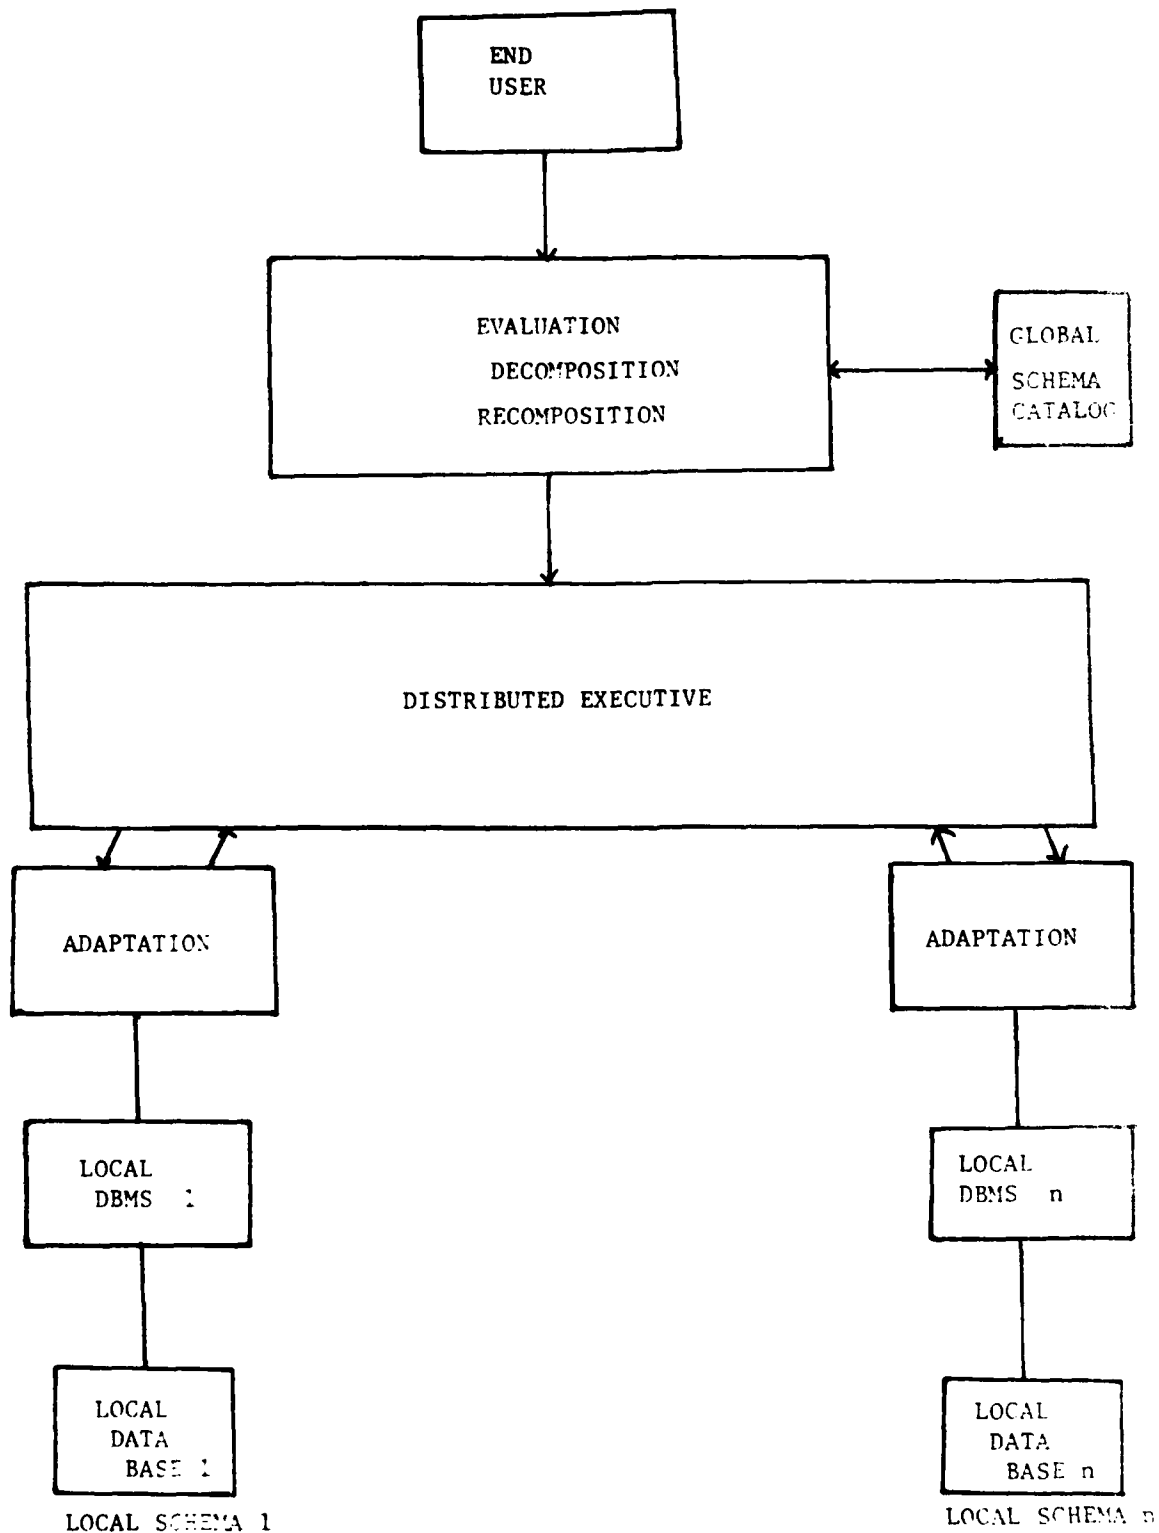 END
USER
EVALUATION
DECOMPOSITION
RECOMPOSITION
GLOBAL
SCHEMA
CATALOG
DISTRIBUTED EXECUTIVE
ADAPTATION
ADAPTATION
LOCAL
DBMS 1
LOCAL
DBMS n
LOCAL
DATA
BASE 1
LOCAL SCHEMA 1
LOCAL
DATA
BASE n
LOCAL SCHEMA n